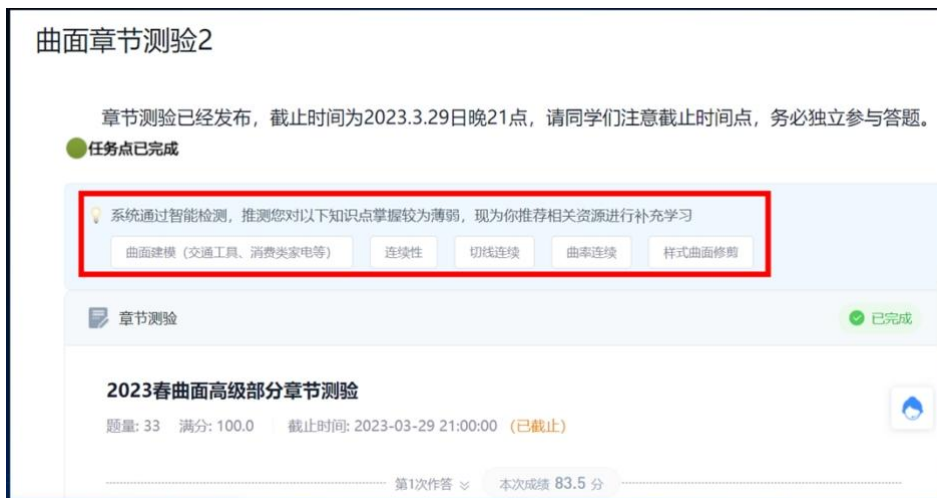 曲面章节测验2
章节测验已经发布，截止时间为2023.3.29日晚21点，请同学们注意截止时间点，务必独立参与答题。
任务点已完成
系统通过智能检测，推测您对以下知识点掌握较为薄弱，现为你推荐相关资源进行补充学习
曲面建模（交通工具、消费类家电等） 连续性 切线连续 曲率连续 样式曲面修剪
章节测验 已完成
2023春曲面高级部分章节测验
题量: 33 满分: 100.0 截止时间: 2023-03-29 21:00:00 （已截止）
第1次作答 本次成绩 83.5 分